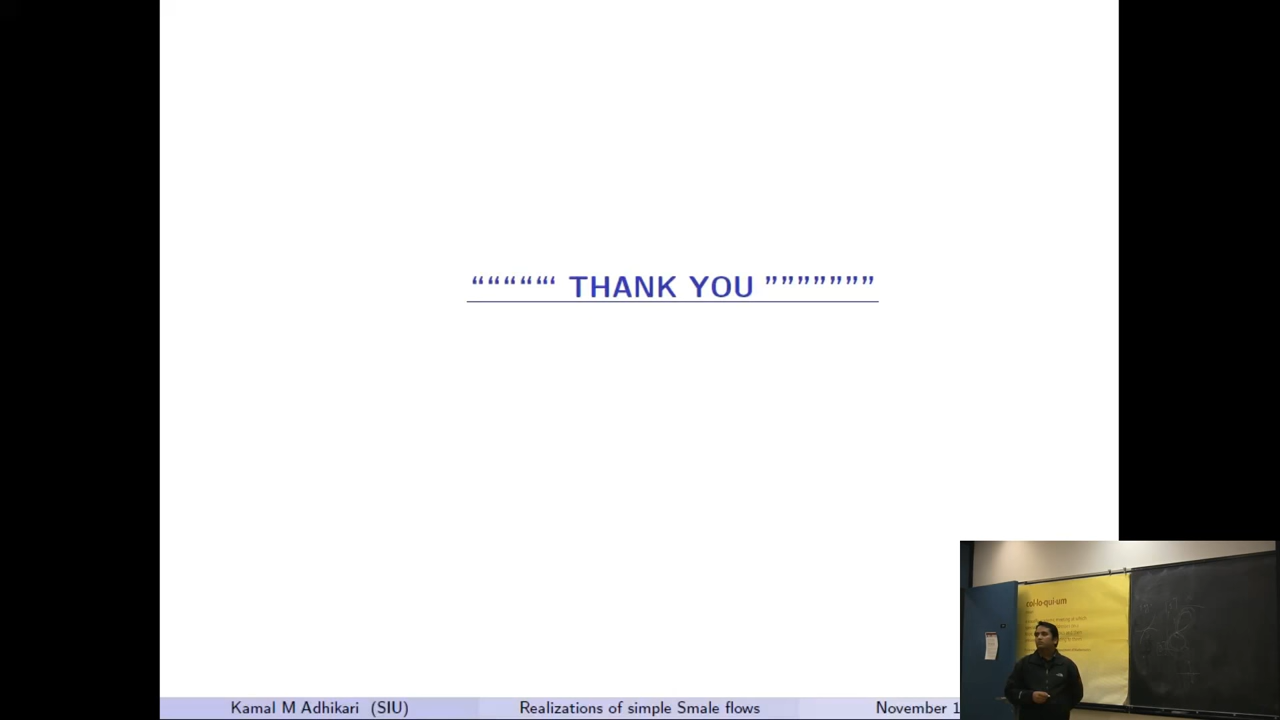 “““““‘ THANK YOU ”””””””
Kamal M Adhikari (SIU)
Realizations of simple Smale flows
November 1
col·lo·qui·um